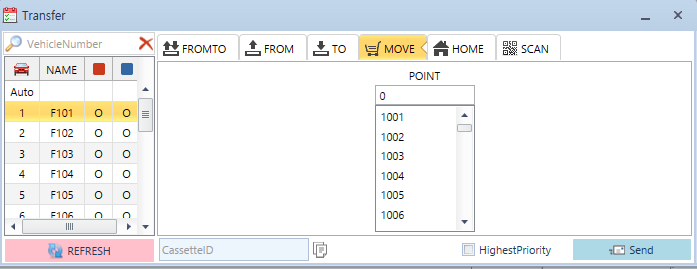 Transfer
VehicleNumber
FROMTO FROM TO MOVE HOME SCAN
NAME
Auto
1 F101 O O
2 F102 O O
3 F103 O O
4 F104 O O
5 F105 O O
6 F106 O O
POINT
0
1001
1002
1003
1004
1005
1006
REFRESH
CassetteID
HighestPriority
Send